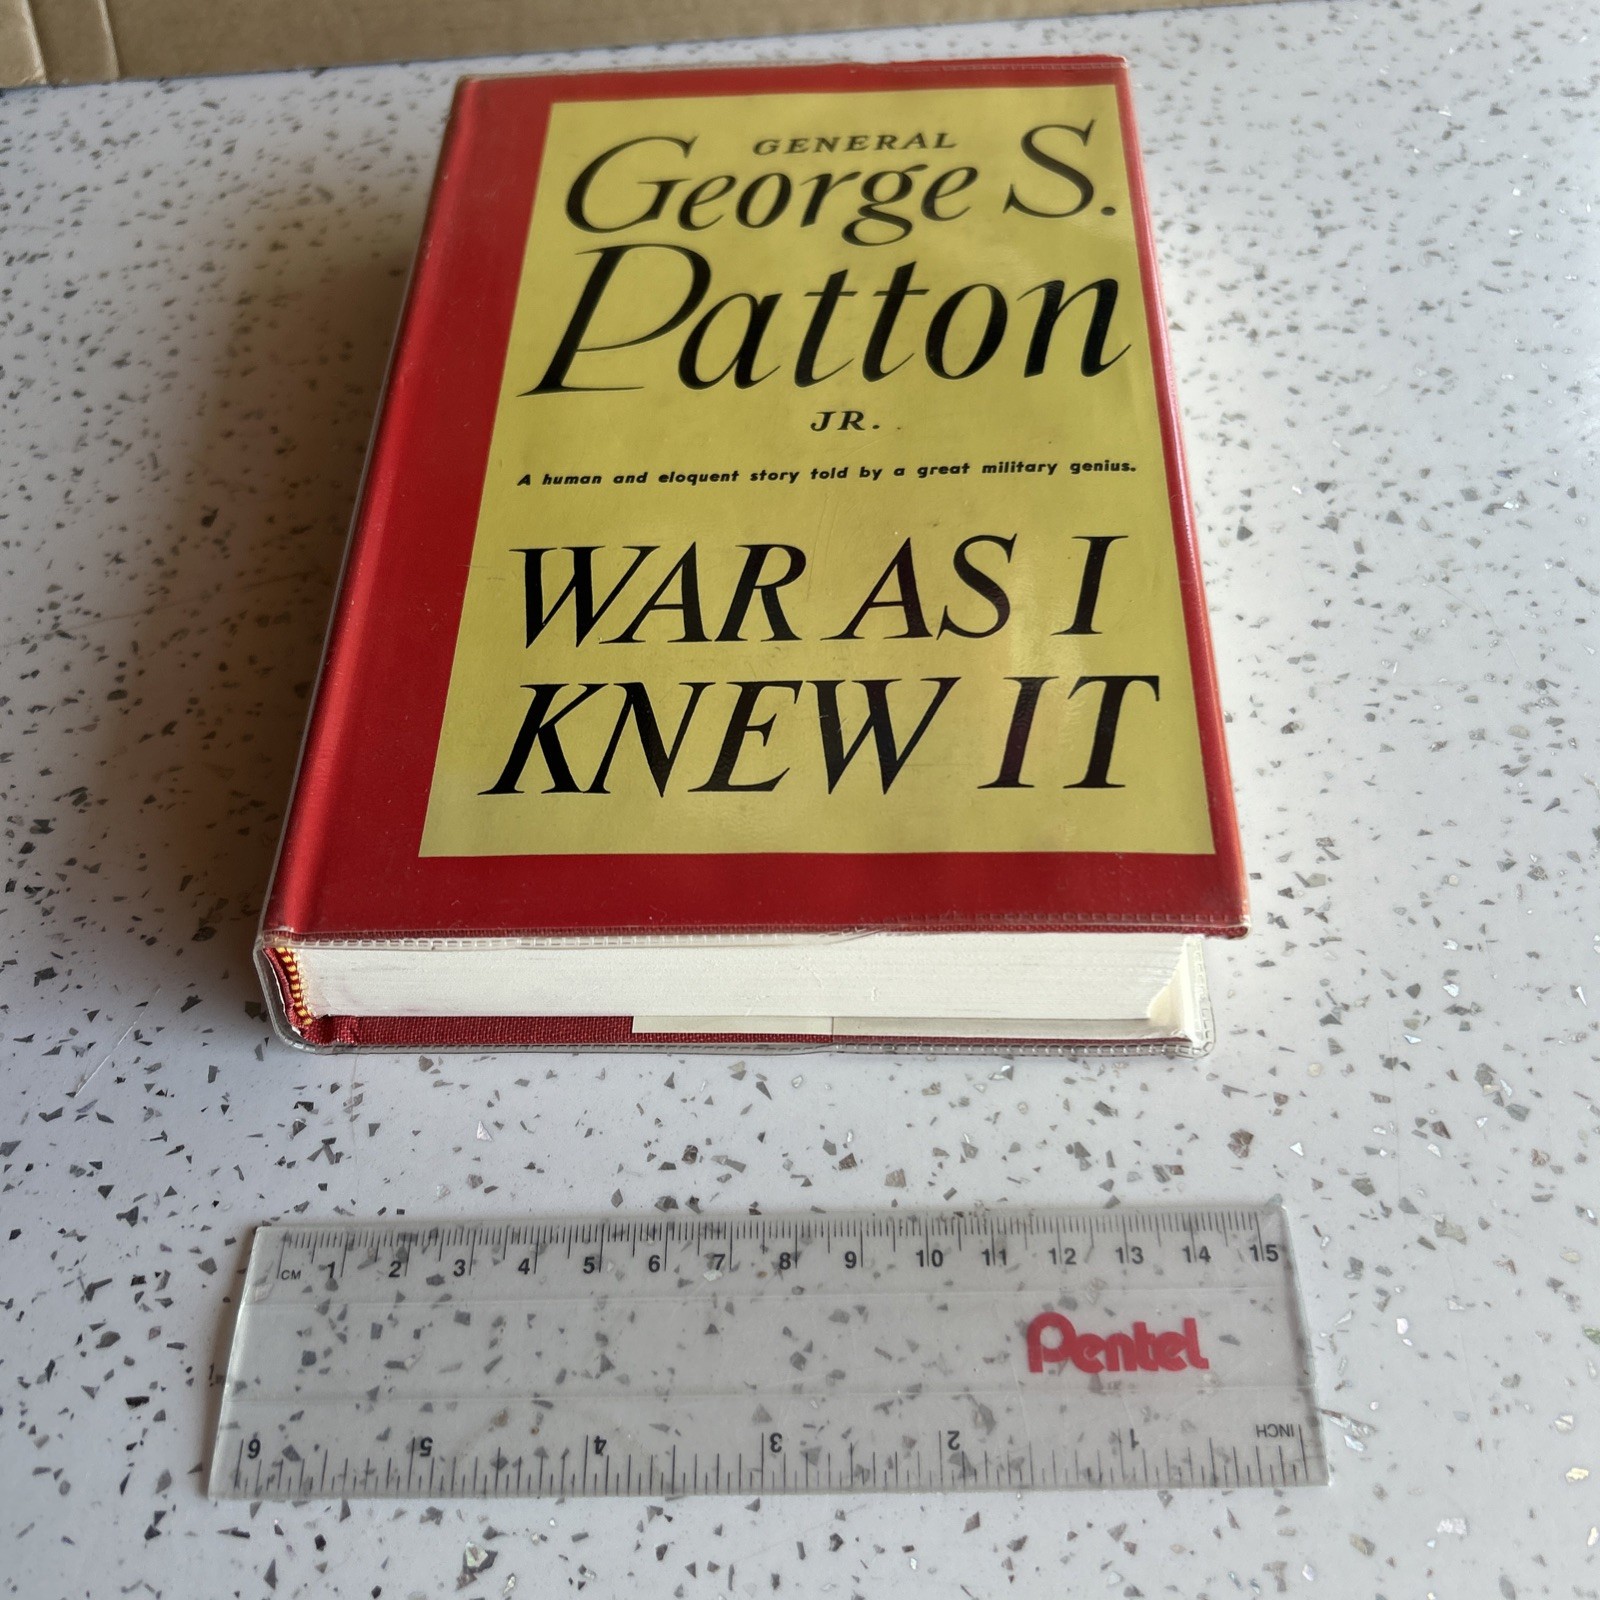 GENERAL
George S.
Patton
JR.
A human and eloquent story told by a great military genius.
WAR AS I
KNEW IT
CM 1 2 3 4 5 6 7 8 9 10 11 12 13 14 15
Pentel
6 5 4 3 2 1 INCH